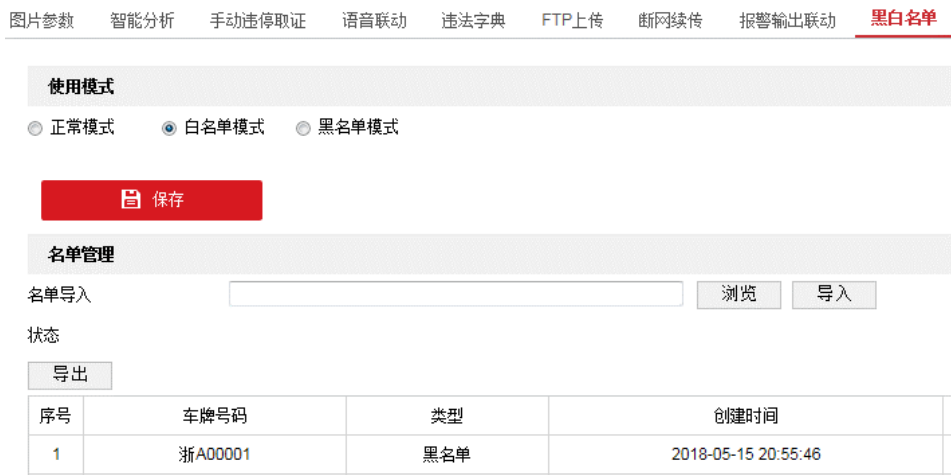 图片参数 智能分析 手动违停取证 语音联动 违法字典 FTP上传 断网续传 报警输出联动 黑白名单
使用模式
正常模式 白名单模式 黑名单模式
保存
名单管理
名单导入 浏览 导入
状态
导出
序号 车牌号码 类型 创建时间
1 浙A00001 黑名单 2018-05-15 20:55:46